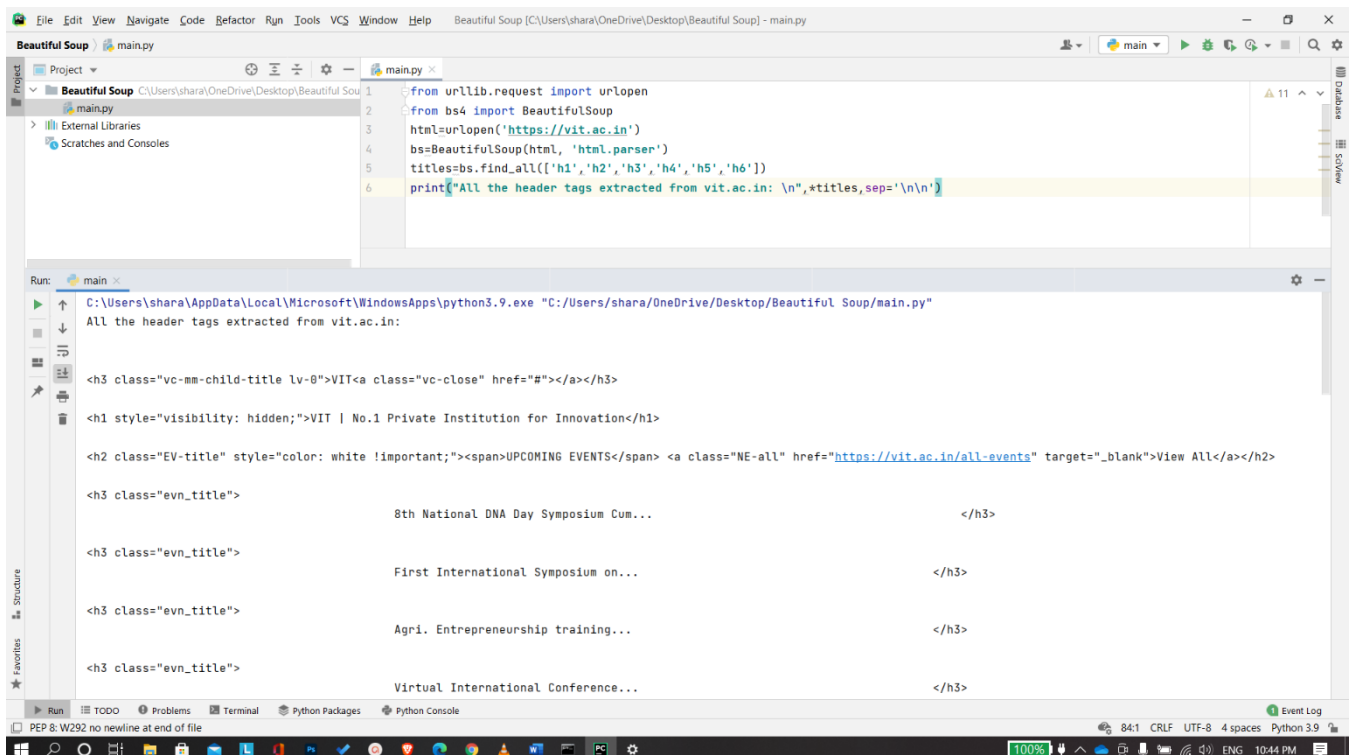 File Edit View Navigate Code Refactor Run Tools VCS Window Help Beautiful Soup [C:\Users\shara\OneDrive\Desktop\Beautiful Soup] - main.py
Beautiful Soup main.py main
Project main.py
Beautiful Soup C:\Users\shara\OneDrive\Desktop\Beautiful Sou
main.py
External Libraries
Scratches and Consoles
1 from urllib.request import urlopen
2 from bs4 import BeautifulSoup
3 html=urlopen('https://vit.ac.in')
4 bs=BeautifulSoup(html, 'html.parser')
5 titles=bs.find_all(['h1','h2','h3','h4','h5','h6'])
6 print("All the header tags extracted from vit.ac.in: \n",*titles,sep='\n\n')
11
Project
Database
SciView
Run: main
C:\Users\shara\AppData\Local\Microsoft\WindowsApps\python3.9.exe "C:/Users/shara/OneDrive/Desktop/Beautiful Soup/main.py"
All the header tags extracted from vit.ac.in:
<h3 class="vc-mm-child-title lv-0">VIT<a class="vc-close" href="#"></a></h3>
<h1 style="visibility: hidden;">VIT | No.1 Private Institution for Innovation</h1>
<h2 class="EV-title" style="color: white !important;"><span>UPCOMING EVENTS</span> <a class="NE-all" href="https://vit.ac.in/all-events" target="_blank">View All</a></h2>
<h3 class="evn_title">
8th National DNA Day Symposium Cum... </h3>
<h3 class="evn_title">
First International Symposium on... </h3>
<h3 class="evn_title">
Agri. Entrepreneurship training... </h3>
<h3 class="evn_title">
Virtual International Conference... </h3>
Structure
Favorites
Run TODO Problems Terminal Python Packages Python Console 1 Event Log
PEP 8: W292 no newline at end of file 84:1 CRLF UTF-8 4 spaces Python 3.9
100% ENG 10:44 PM